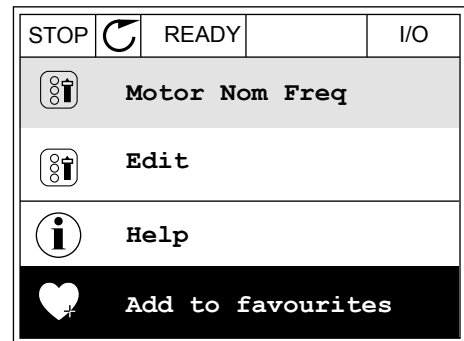 STOP READY I/O
Motor Nom Freq
Edit
Help
Add to favourites